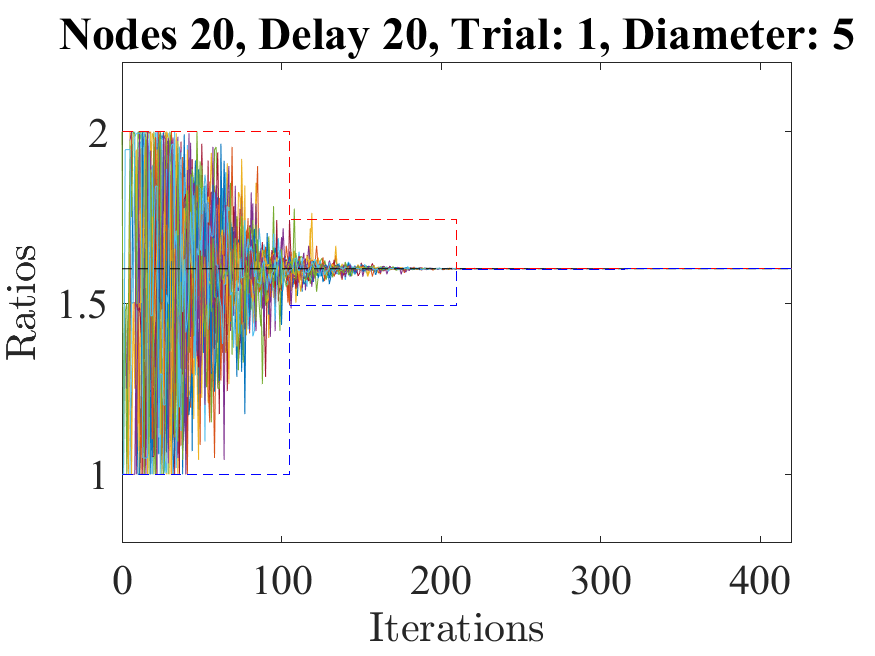 Nodes 20, Delay 20, Trial: 1, Diameter: 5
2
1.5
1
Ratios
0 100 200 300 400
Iterations